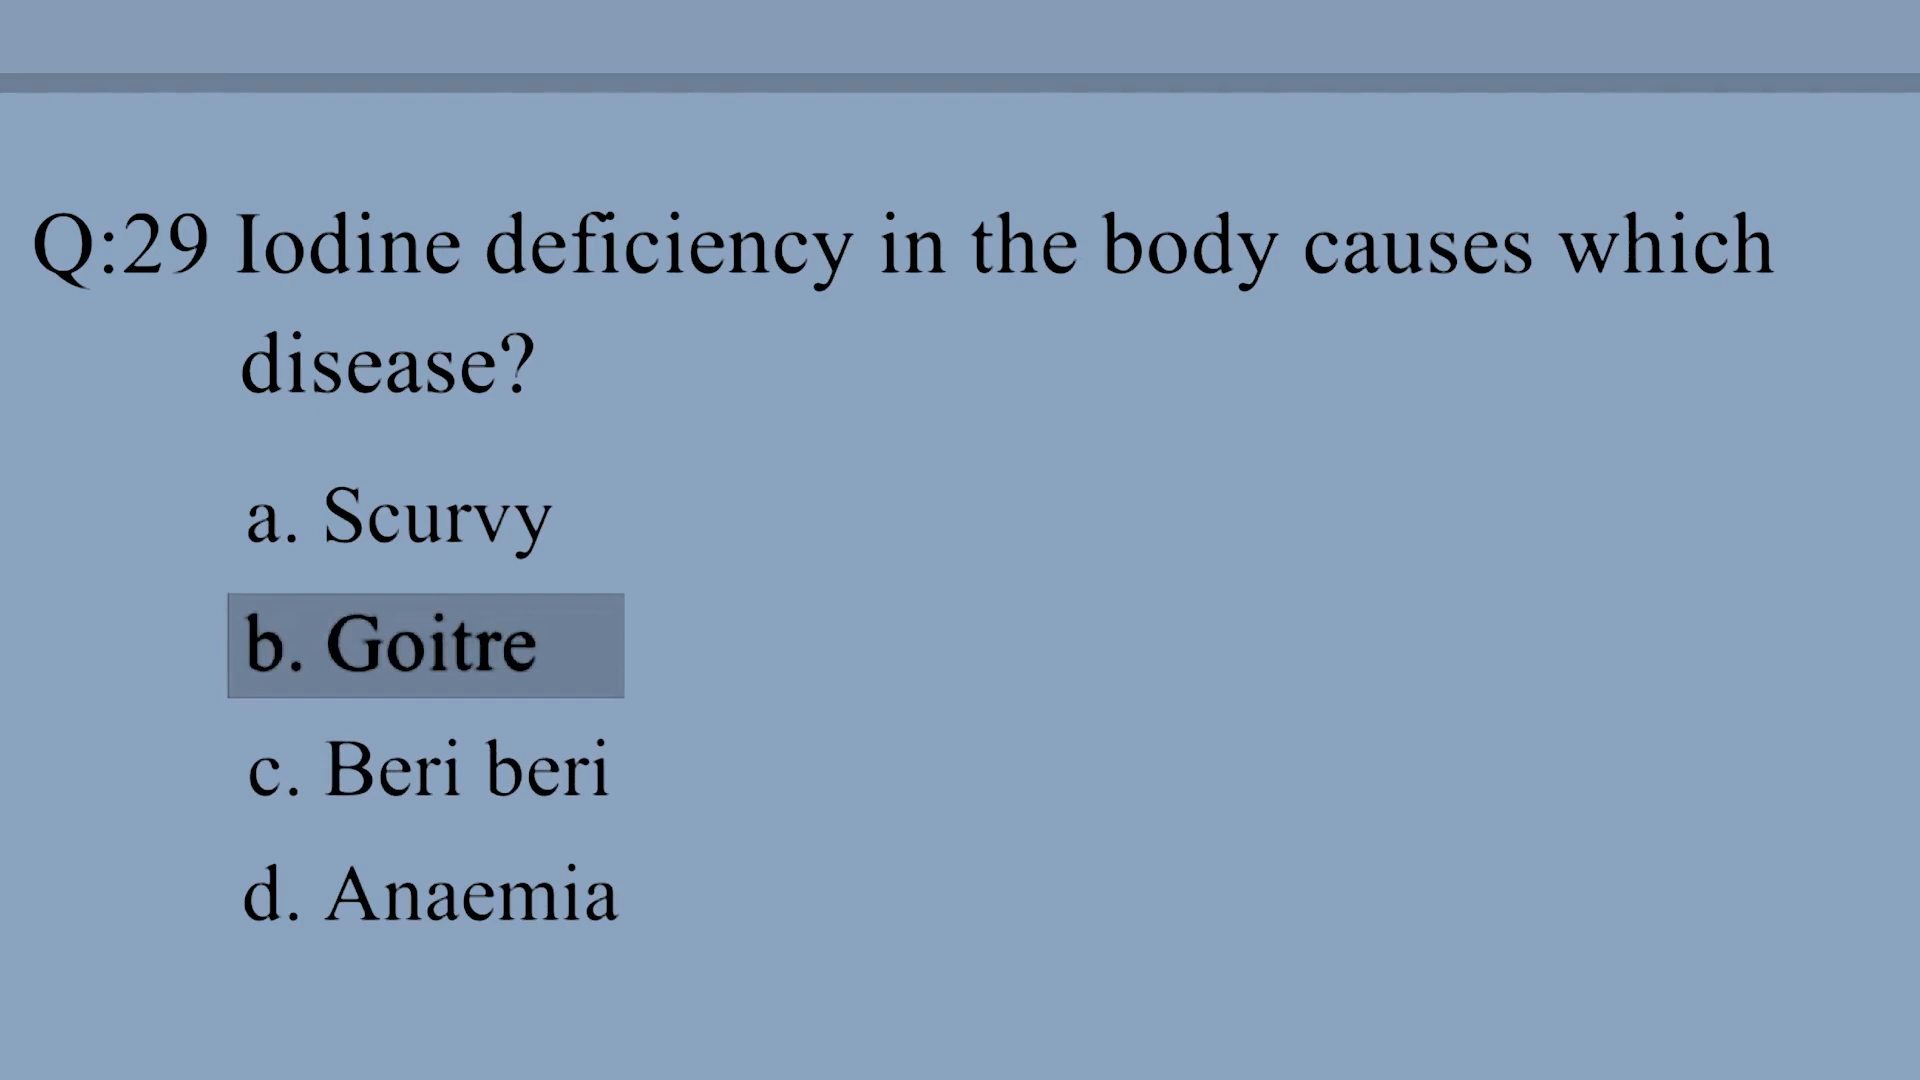 Q:29 Iodine deficiency in the body causes which
disease?
a. Scurvy
b. Goitre
c. Beri beri
d. Anaemia